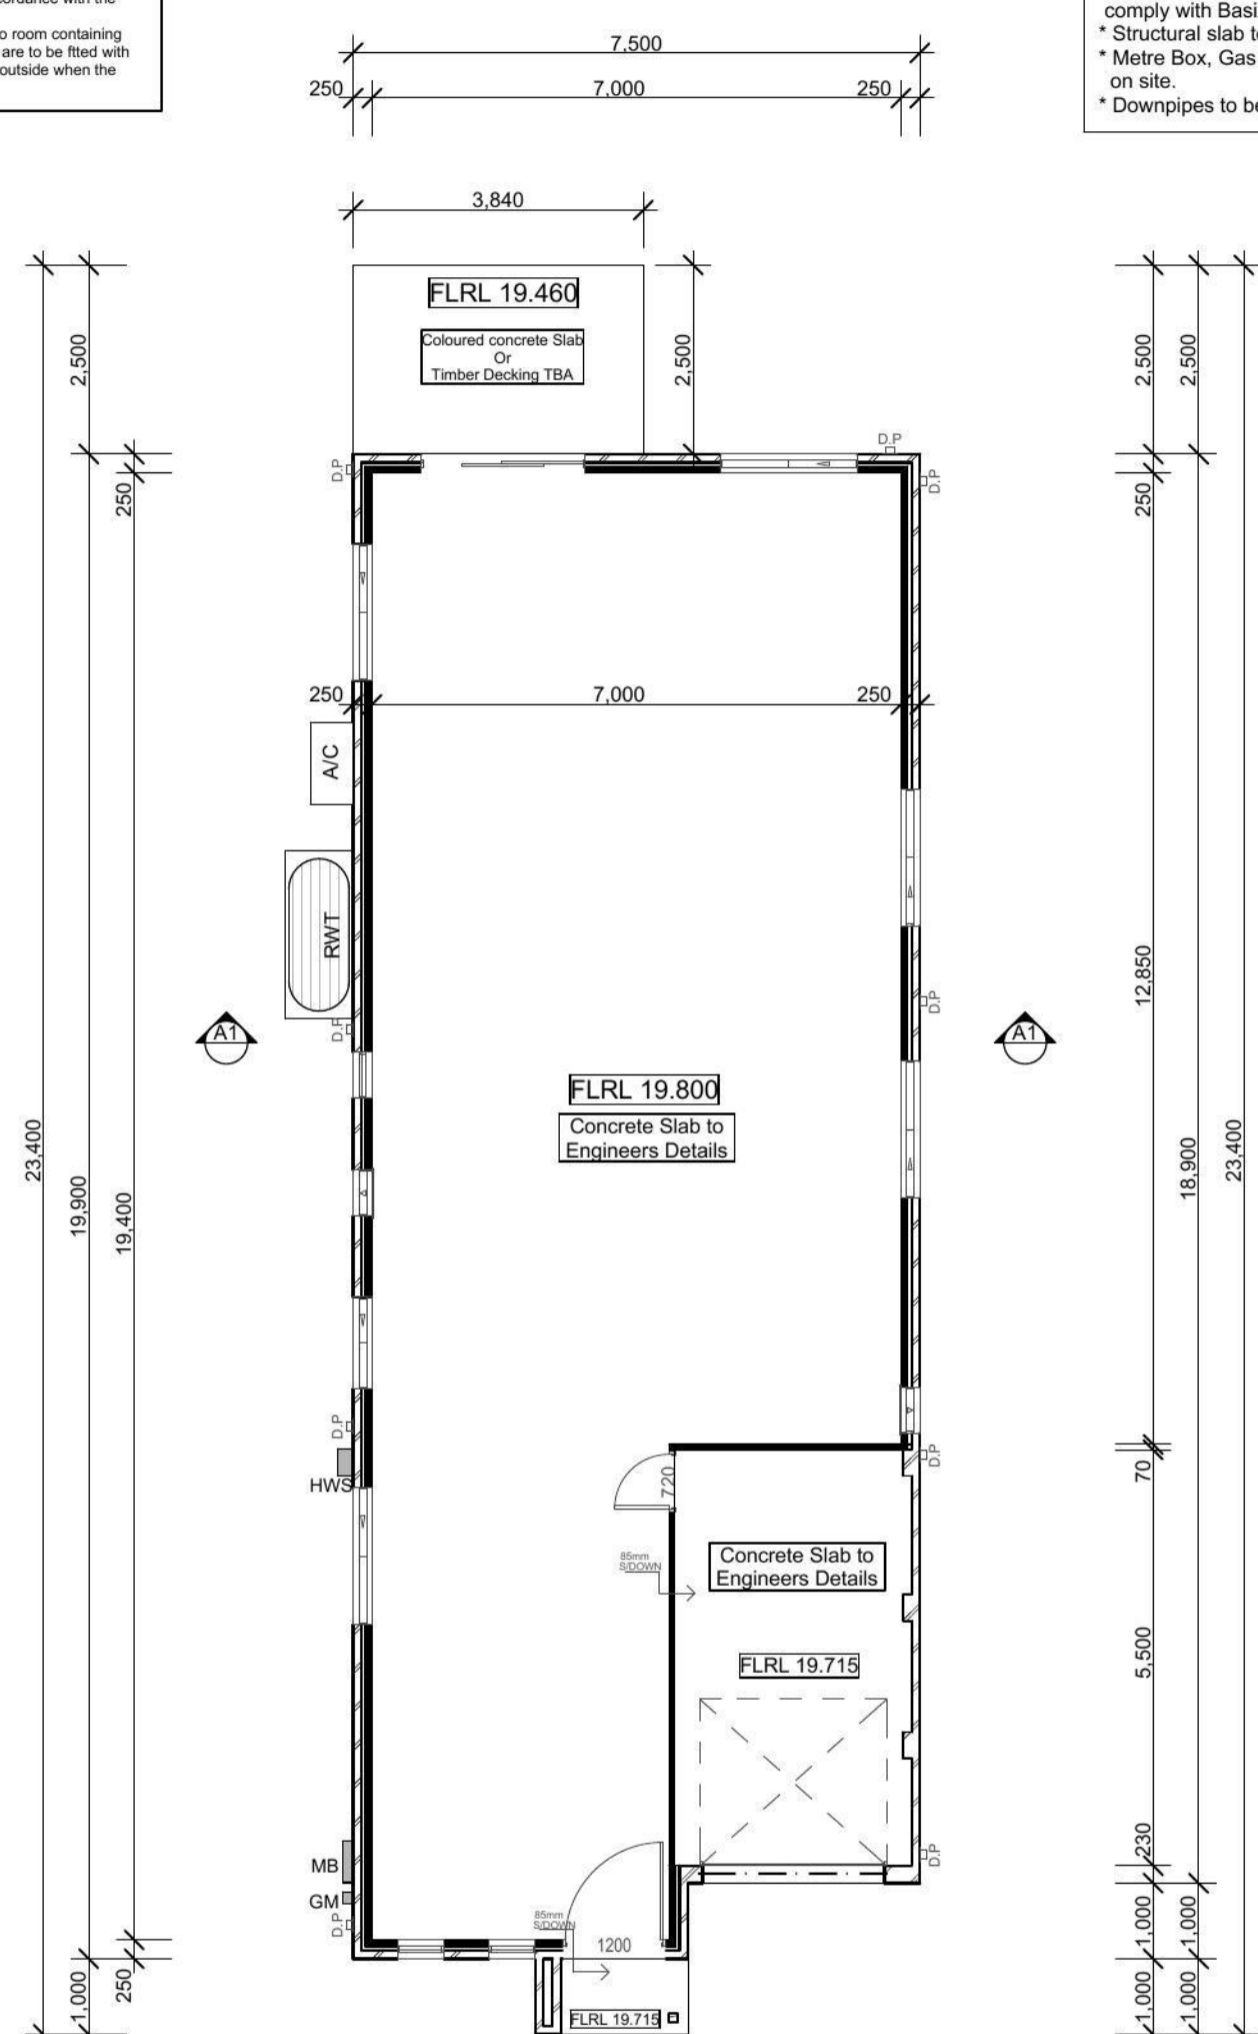 cordance with the
o room containing
are to be ftted with
outside when the
comply with Basi
* Structural slab t
* Metre Box, Gas
on site.
* Downpipes to be
7,500
250
7,000
250
3,840
FLRL 19.460
Coloured concrete Slab
Or
Timber Decking TBA
2,500
2,500
2,500
2,500
D.P
D.P
D.P
250
250
250
7,000
250
A/C
RWT
D.P
D.P
A1
A1
12,850
FLRL 19.800
Concrete Slab to
Engineers Details
23,400
19,900
19,400
18,900
23,400
D.P
HWS
D.P
70
720
85mm
S/DOWN
Concrete Slab to
Engineers Details
FLRL 19.715
5,500
230
MB
GM
D.P
D.P
85mm
S/DOWN
1200
1,000
1,000
1,000
250
1,000
1,000
FLRL 19.715